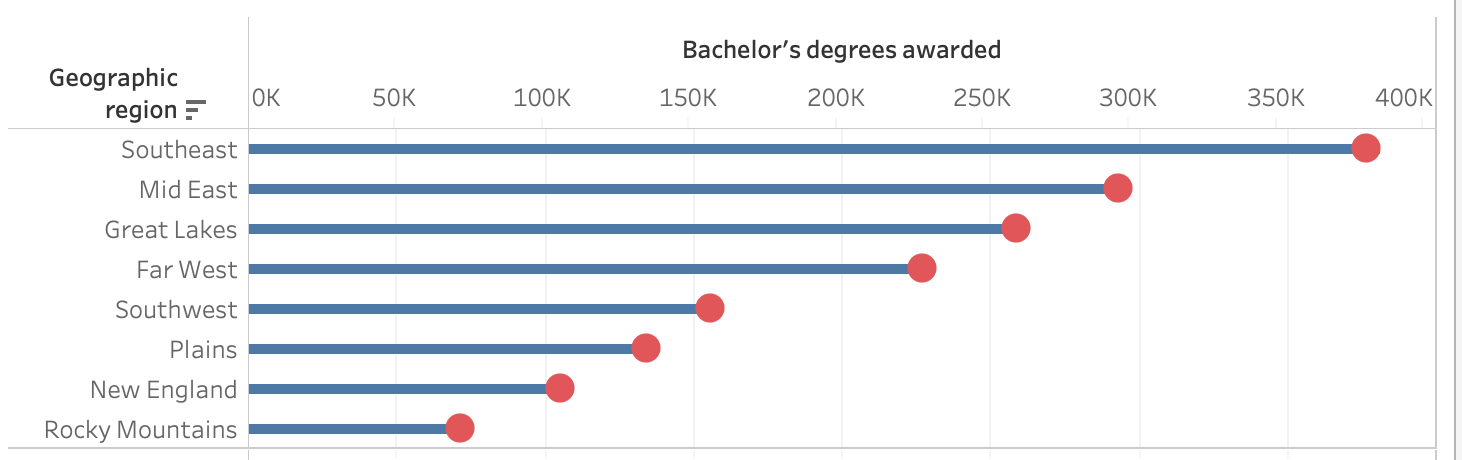 Bachelor’s degrees awarded
Geographic
region
0K 50K 100K 150K 200K 250K 300K 350K 400K
Southeast
Mid East
Great Lakes
Far West
Southwest
Plains
New England
Rocky Mountains